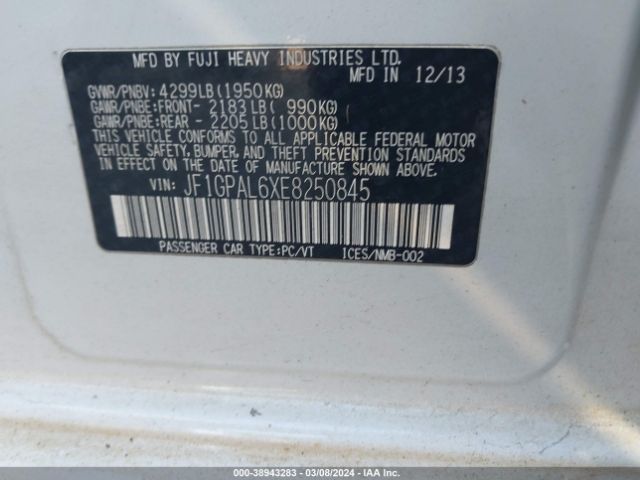 MFD BY FUJI HEAVY INDUSTRIES LTD.
MFD IN 12/13
GVWR/PNBV: 4299LB (1950KG)
GAWR/PNBE: FRONT- 2183LB ( 990KG)
GAWR/PNBE: REAR - 2205LB (1000KG)
THIS VEHICLE CONFORMS TO ALL APPLICABLE FEDERAL MOTOR
VEHICLE SAFETY, BUMPER, AND THEFT PREVENTION STANDARDS
IN EFFECT ON THE DATE OF MANUFACTURE SHOWN ABOVE.
VIN: JF1GPAL6XE8250845
PASSENGER CAR TYPE: PC/VT ICES/NMB-002
000-38943283 - 03/08/2024 - IAA Inc.